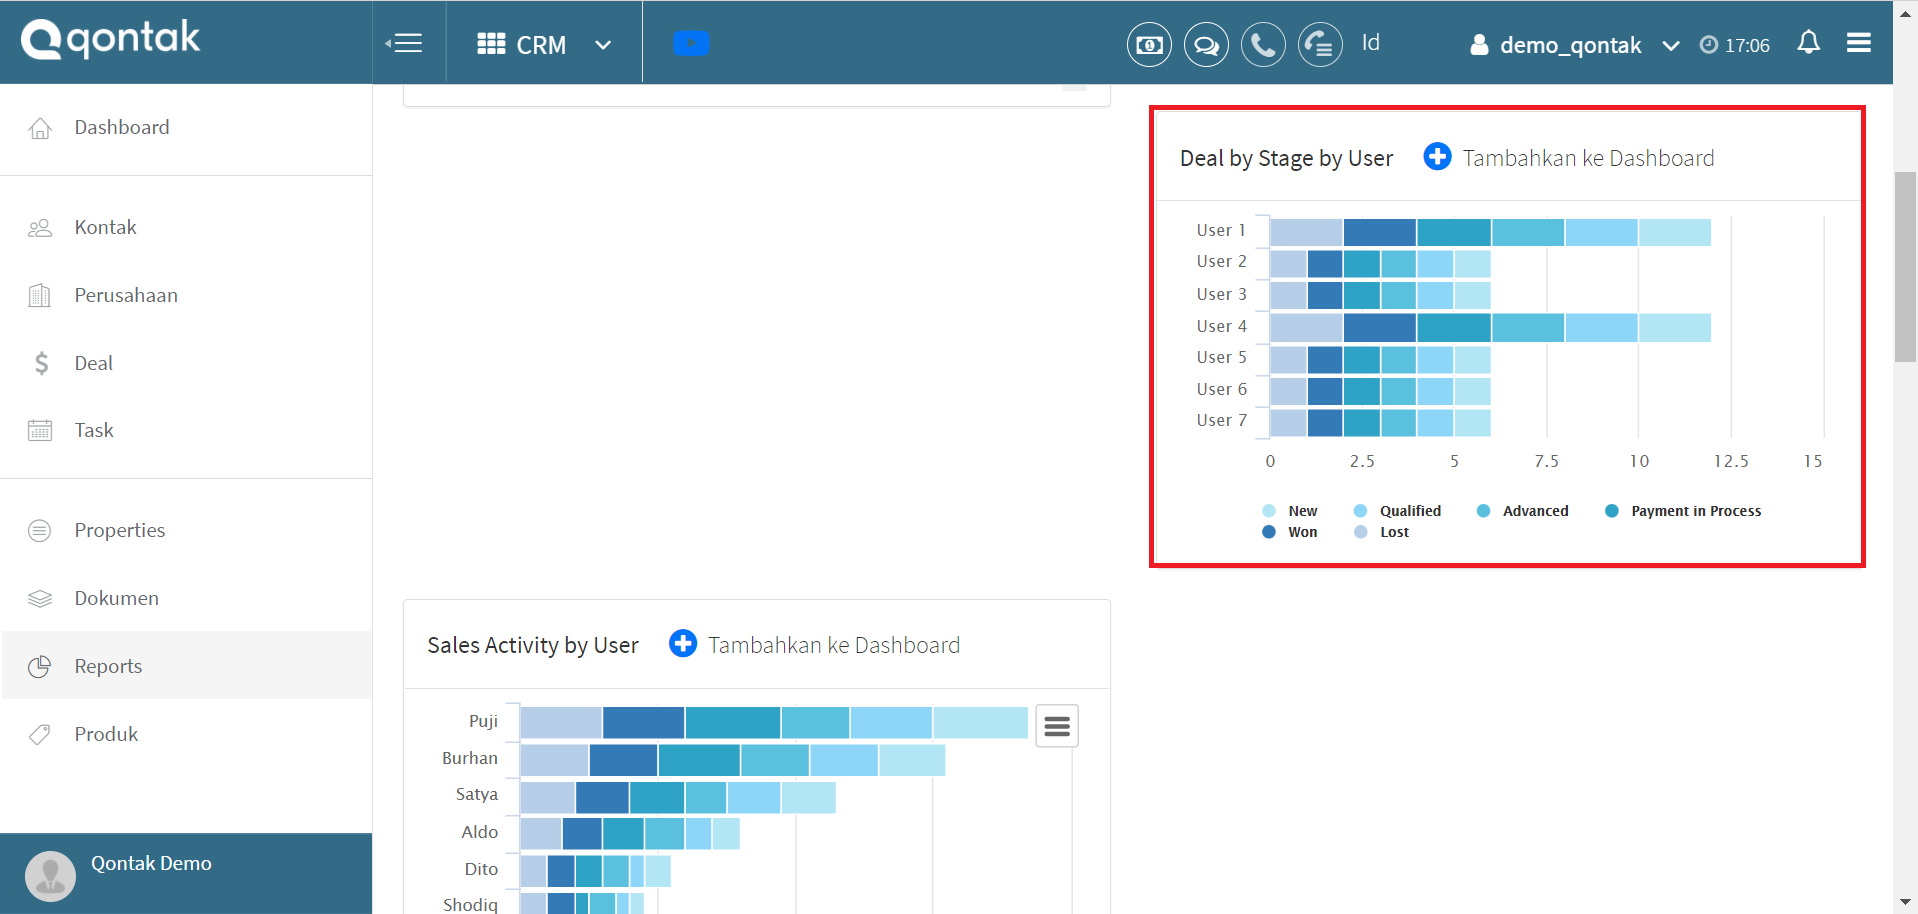 qontak
CRM
Id
demo_qontak
17:06
Dashboard
Kontak
Perusahaan
Deal
Task
Properties
Dokumen
Reports
Produk
Qontak Demo
Deal by Stage by User
Tambahkan ke Dashboard
User 1
User 2
User 3
User 4
User 5
User 6
User 7
0 2.5 5 7.5 10 12.5 15
New Qualified Advanced Payment in Process
Won Lost
Sales Activity by User
Tambahkan ke Dashboard
Puji
Burhan
Satya
Aldo
Dito
Shodiq